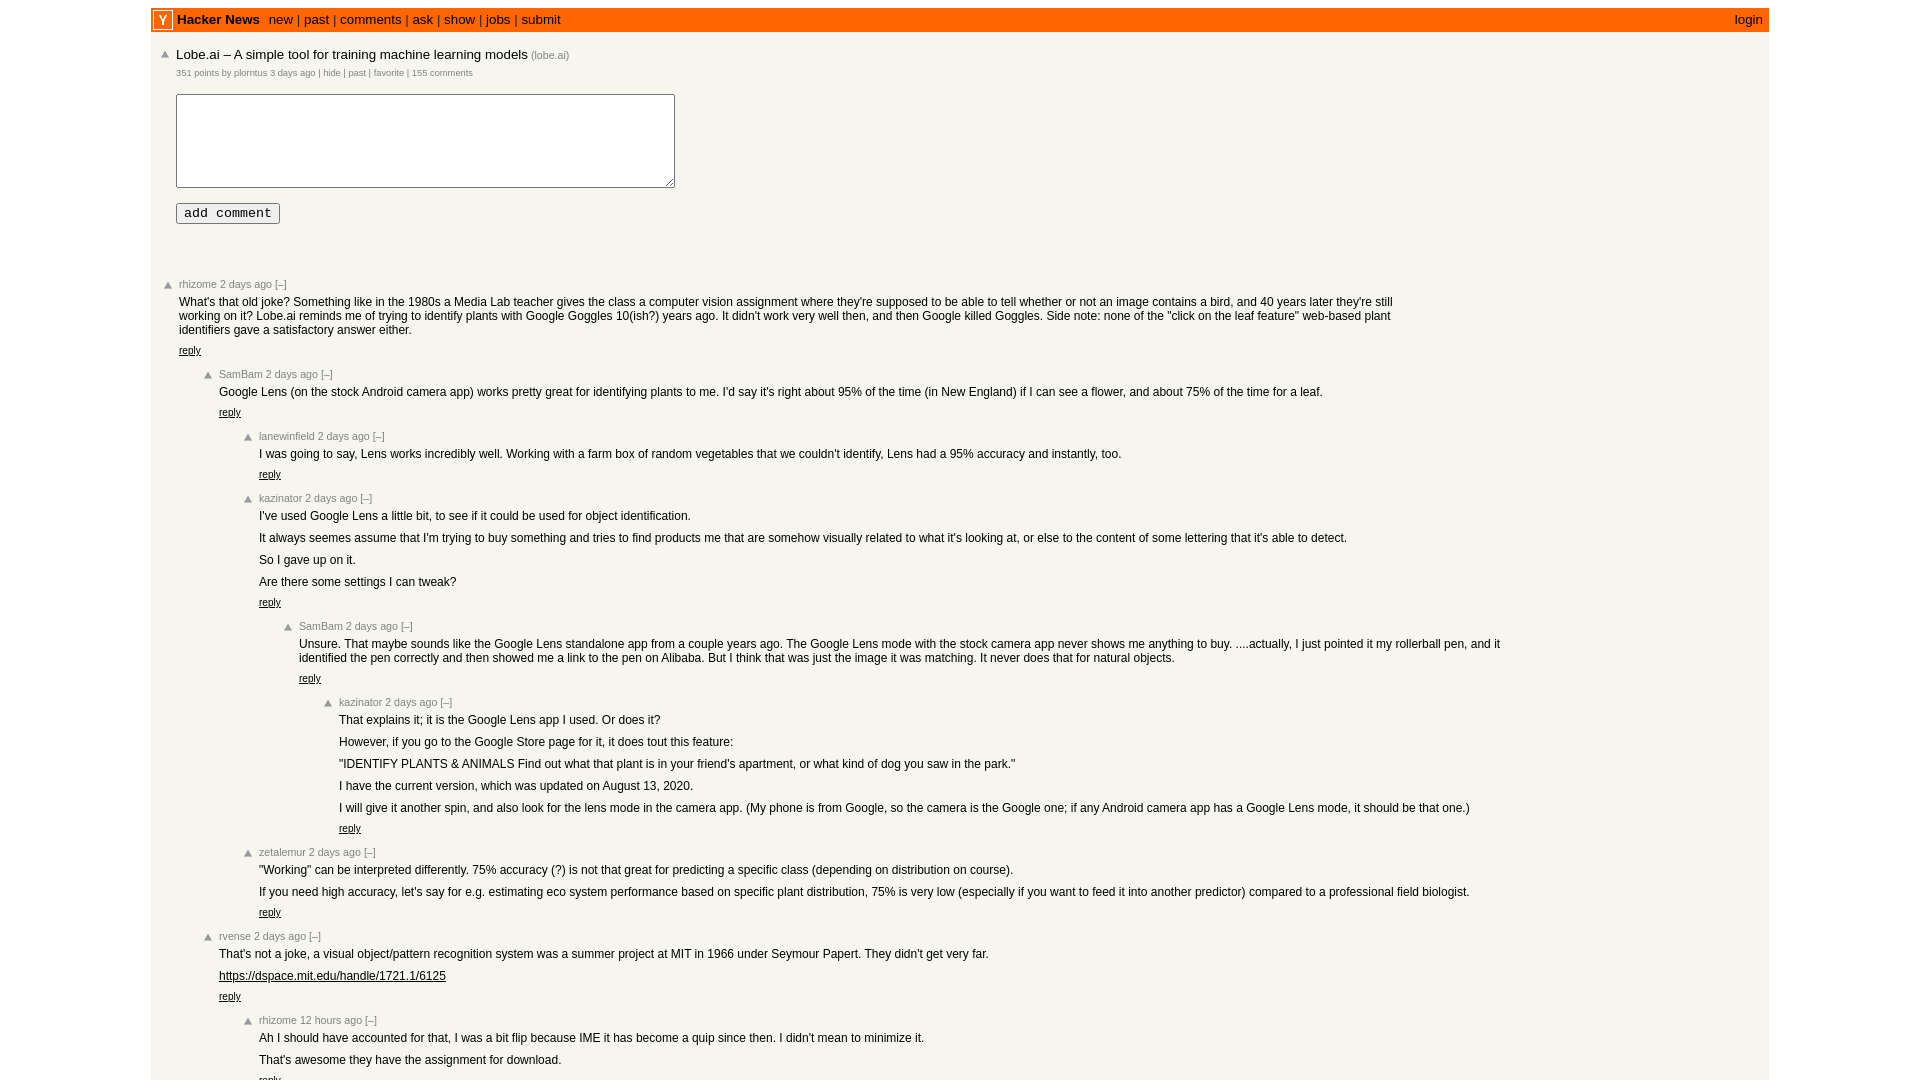 Y Hacker News new | past | comments | ask | show | jobs | submit login
Lobe.ai – A simple tool for training machine learning models (lobe.ai)
351 points by plorntus 3 days ago | hide | past | favorite | 155 comments
add comment
rhizome 2 days ago [–]
What's that old joke? Something like in the 1980s a Media Lab teacher gives the class a computer vision assignment where they're supposed to be able to tell whether or not an image contains a bird, and 40 years later they're still
working on it? Lobe.ai reminds me of trying to identify plants with Google Goggles 10(ish?) years ago. It didn't work very well then, and then Google killed Goggles. Side note: none of the "click on the leaf feature" web-based plant
identifiers gave a satisfactory answer either.
reply
SamBam 2 days ago [–]
Google Lens (on the stock Android camera app) works pretty great for identifying plants to me. I'd say it's right about 95% of the time (in New England) if I can see a flower, and about 75% of the time for a leaf.
reply
lanewinfield 2 days ago [–]
I was going to say, Lens works incredibly well. Working with a farm box of random vegetables that we couldn't identify, Lens had a 95% accuracy and instantly, too.
reply
kazinator 2 days ago [–]
I've used Google Lens a little bit, to see if it could be used for object identification.
It always seemes assume that I'm trying to buy something and tries to find products me that are somehow visually related to what it's looking at, or else to the content of some lettering that it's able to detect.
So I gave up on it.
Are there some settings I can tweak?
reply
SamBam 2 days ago [–]
Unsure. That maybe sounds like the Google Lens standalone app from a couple years ago. The Google Lens mode with the stock camera app never shows me anything to buy. ....actually, I just pointed it my rollerball pen, and it
identified the pen correctly and then showed me a link to the pen on Alibaba. But I think that was just the image it was matching. It never does that for natural objects.
reply
kazinator 2 days ago [–]
That explains it; it is the Google Lens app I used. Or does it?
However, if you go to the Google Store page for it, it does tout this feature:
"IDENTIFY PLANTS & ANIMALS Find out what that plant is in your friend's apartment, or what kind of dog you saw in the park."
I have the current version, which was updated on August 13, 2020.
I will give it another spin, and also look for the lens mode in the camera app. (My phone is from Google, so the camera is the Google one; if any Android camera app has a Google Lens mode, it should be that one.)
reply
zetalemur 2 days ago [–]
"Working" can be interpreted differently. 75% accuracy (?) is not that great for predicting a specific class (depending on distribution on course).
If you need high accuracy, let's say for e.g. estimating eco system performance based on specific plant distribution, 75% is very low (especially if you want to feed it into another predictor) compared to a professional field biologist.
reply
rvense 2 days ago [–]
That's not a joke, a visual object/pattern recognition system was a summer project at MIT in 1966 under Seymour Papert. They didn't get very far.
https://dspace.mit.edu/handle/1721.1/6125
reply
rhizome 12 hours ago [–]
Ah I should have accounted for that, I was a bit flip because IME it has become a quip since then. I didn't mean to minimize it.
That's awesome they have the assignment for download.
reply